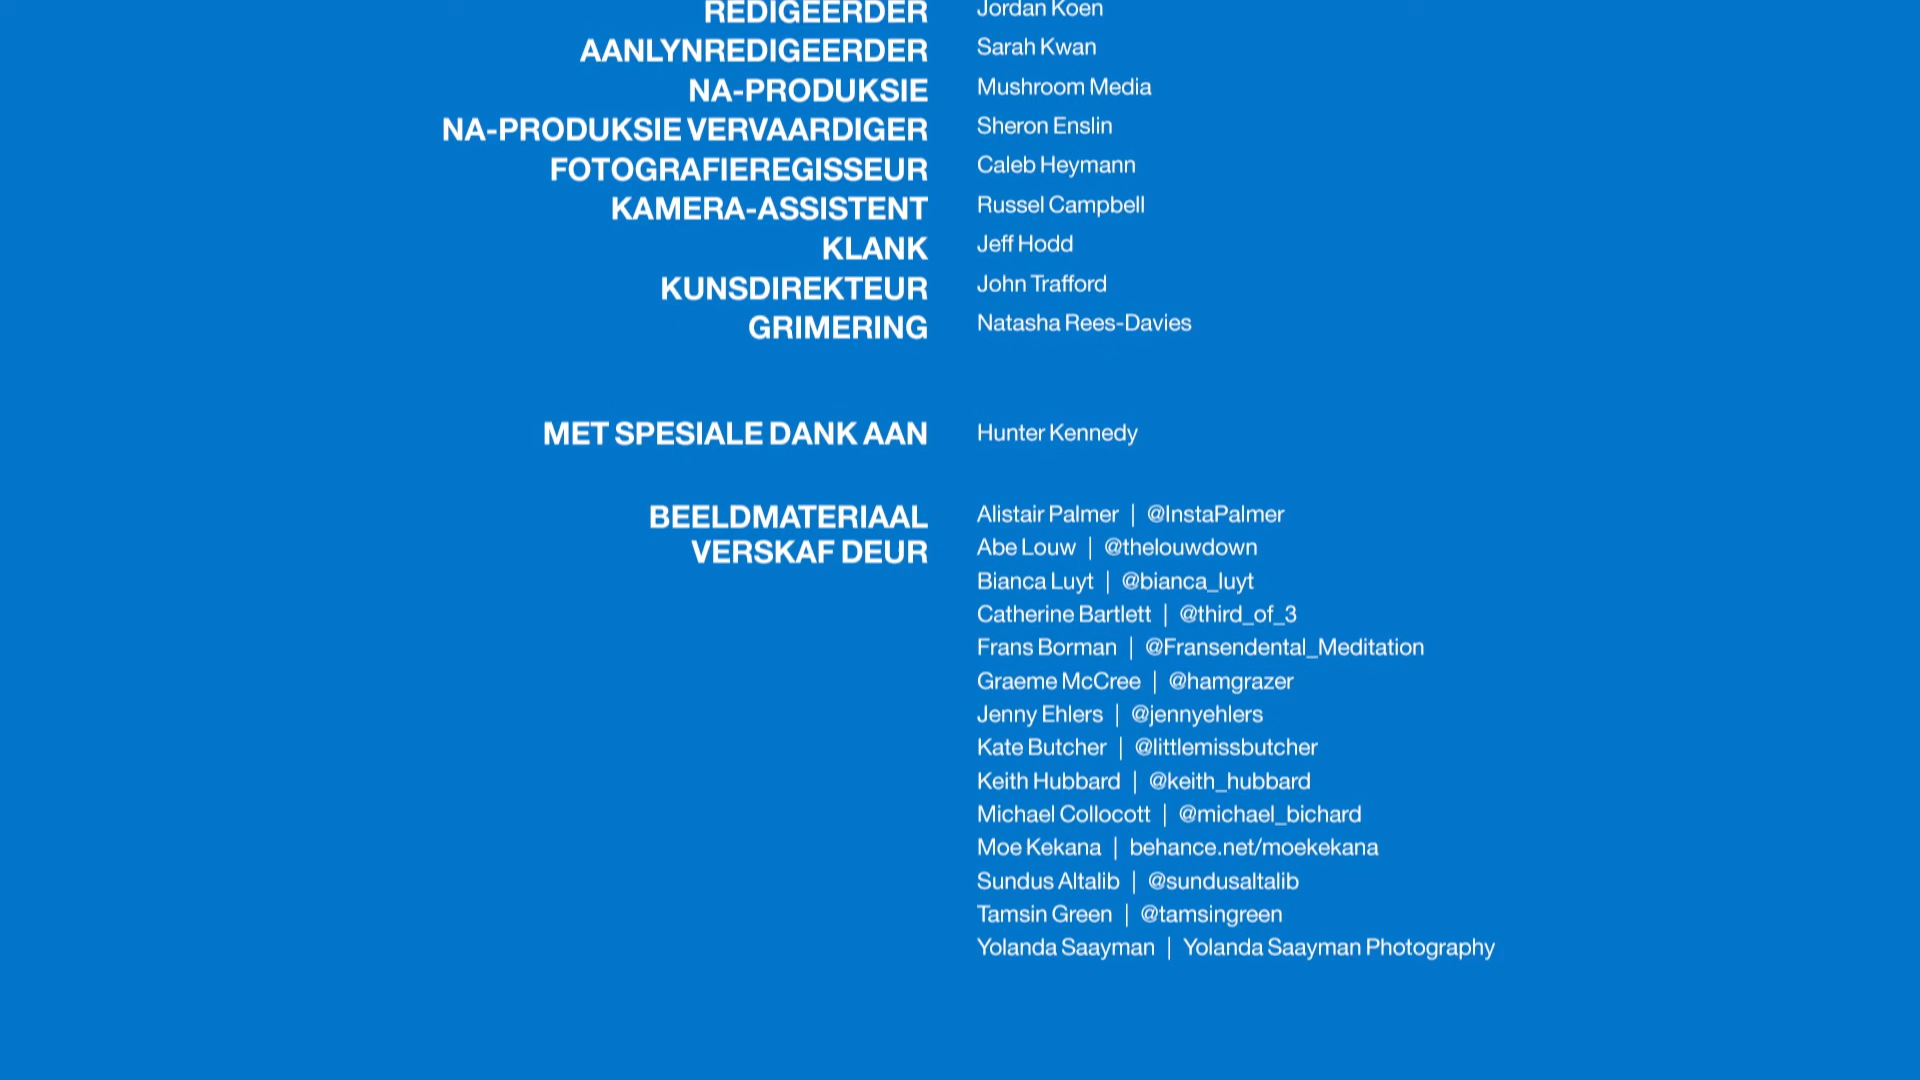 REDIGEERDER Jordan Koen
AANLYNREDIGEERDER Sarah Kwan
NA-PRODUKSIE Mushroom Media
NA-PRODUKSIE VERVAARDIGER Sheron Enslin
FOTOGRAFIEREGISSEUR Caleb Heymann
KAMERA-ASSISTENT Russel Campbell
KLANK Jeff Hodd
KUNSDIREKTEUR John Trafford
GRIMERING Natasha Rees-Davies
MET SPESIALE DANK AAN Hunter Kennedy
BEELDMATERIAAL
VERSKAF DEUR
Alistair Palmer | @InstaPalmer
Abe Louw | @thelouwdown
Bianca Luyt | @bianca_luyt
Catherine Bartlett | @third_of_3
Frans Borman | @Fransendental_Meditation
Graeme McCree | @hamgrazer
Jenny Ehlers | @jennyehlers
Kate Butcher | @littlemissbutcher
Keith Hubbard | @keith_hubbard
Michael Collocott | @michael_bichard
Moe Kekana | behance.net/moekekana
Sundus Altalib | @sundusaltalib
Tamsin Green | @tamsingreen
Yolanda Saayman | Yolanda Saayman Photography